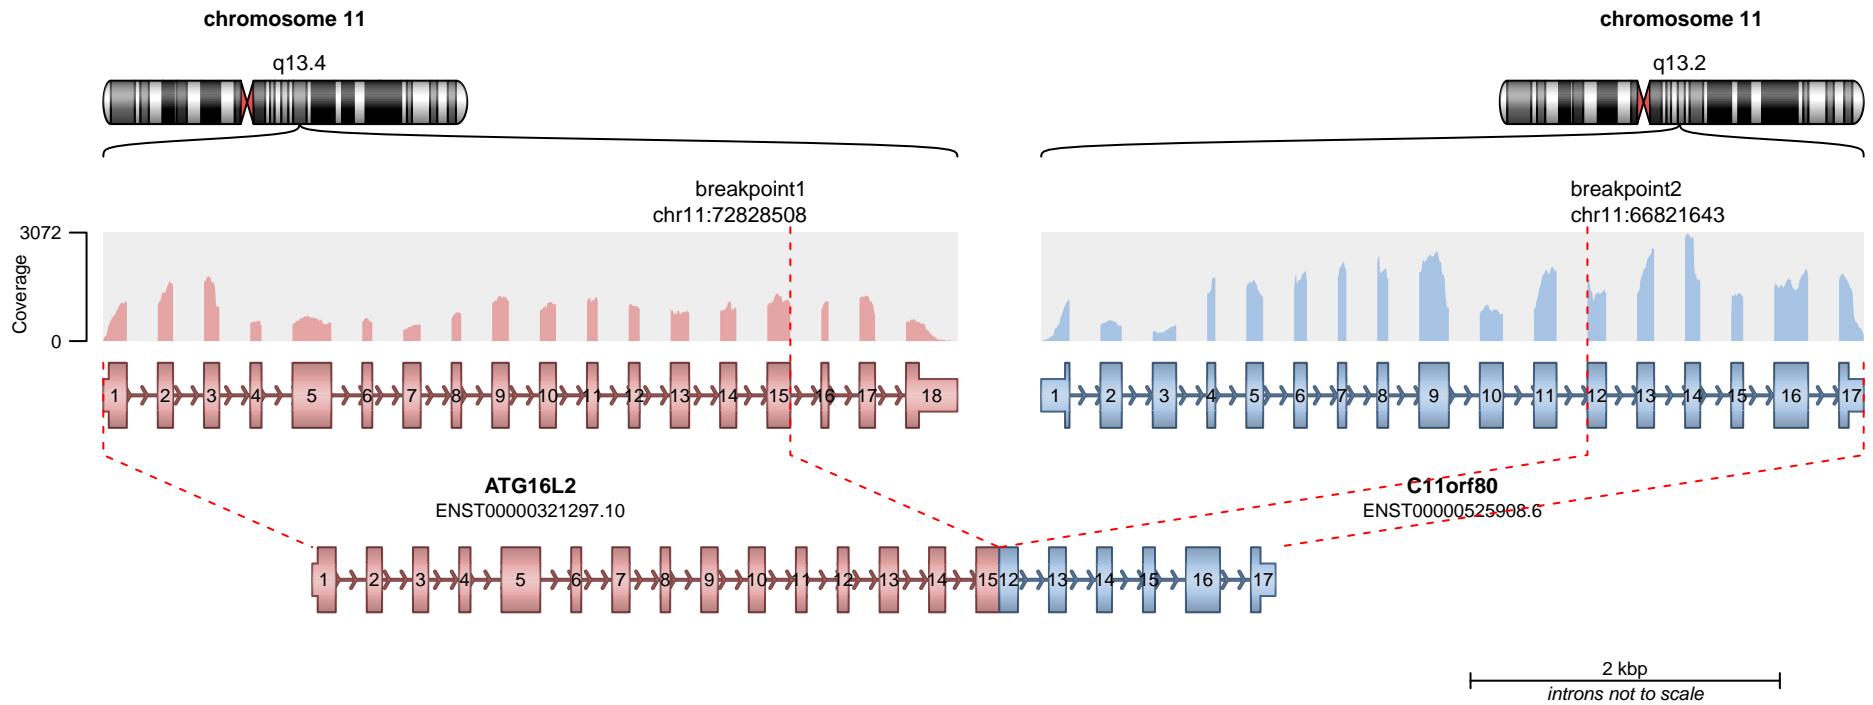 chromosome 11
chromosome 11
q13.4
q13.2
breakpoint1
chr11:72828508
breakpoint2
chr11:66821643
3072
Coverage
0
1 2 3 4 5 6 7 8 9 10 11 12 13 14 15 16 17 18
1 2 3 4 5 6 7 8 9 10 11 12 13 14 15 16 17
ATG16L2
ENST00000321297.10
C11orf80
ENST00000525908.6
1 2 3 4 5 6 7 8 9 10 11 12 13 14 15 12 13 14 15 16 17
2 kbp
introns not to scale